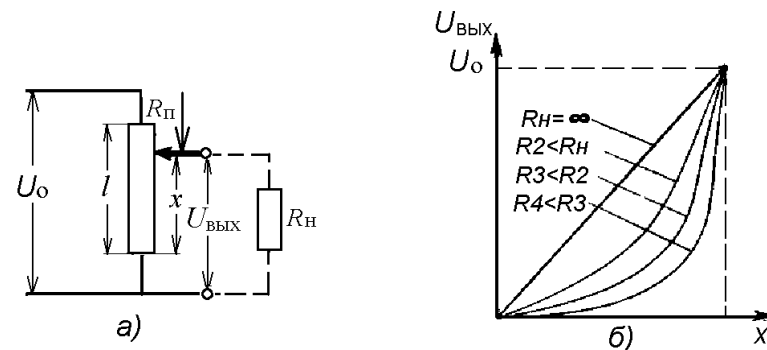 Rп
Uо
l
x
Uвых
Rн
а)
Uвых
Uо
Rн= ∞
R2<Rн
R3<R2
R4<R3
X
б)